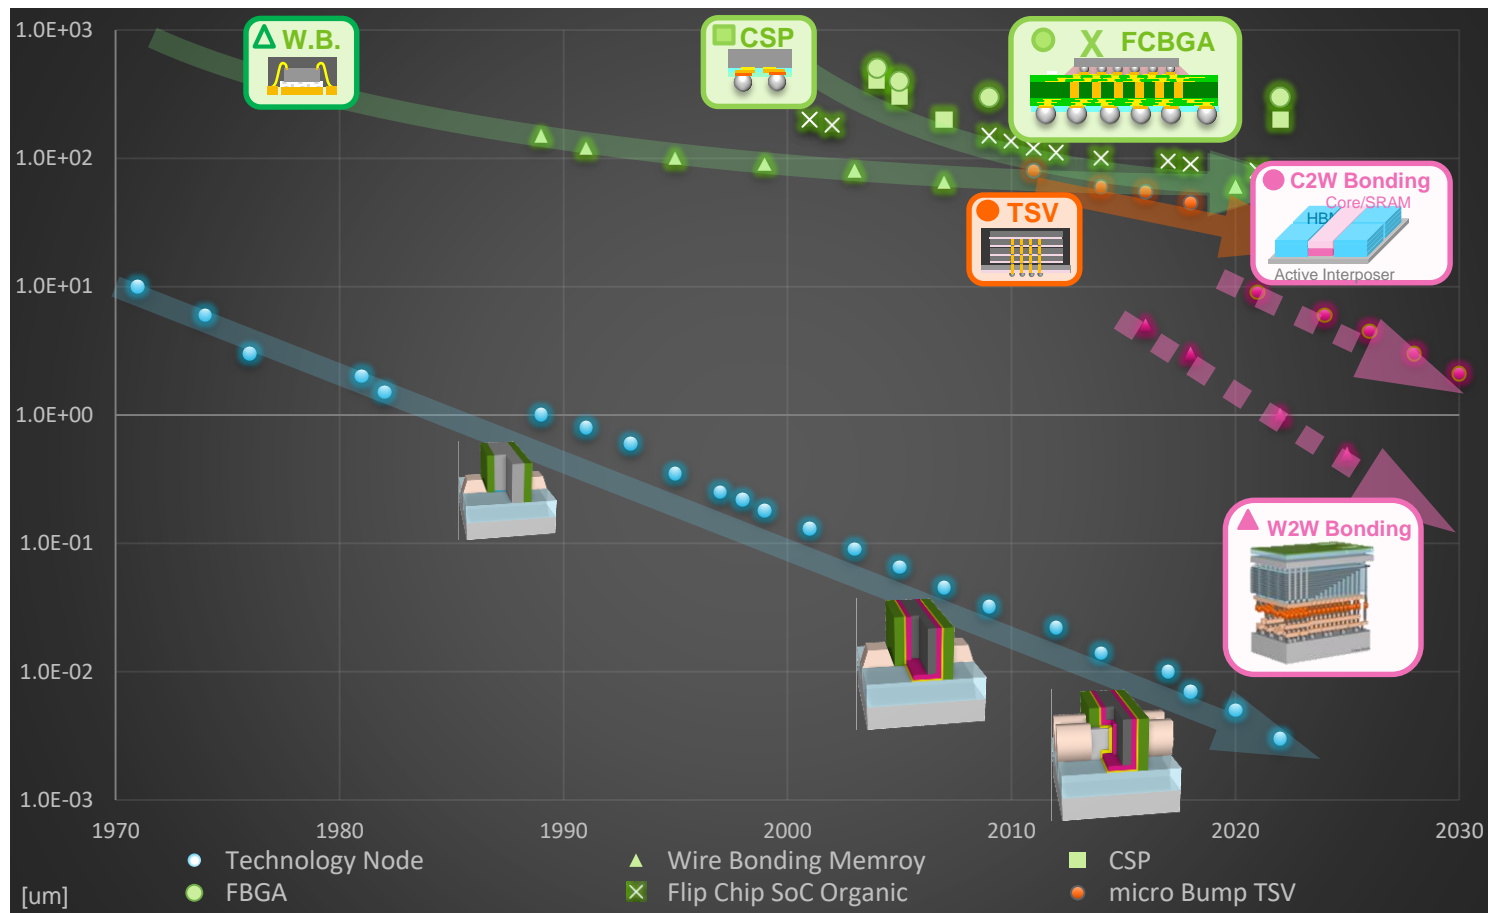 1.0E+03
1.0E+02
1.0E+01
1.0E+00
1.0E-01
1.0E-02
1.0E-03
W.B.
CSP
X FCBGA
TSV
C2W Bonding
Core/SRAM
HBM
Active Interposer
W2W Bonding
1970 1980 1990 2000 2010 2020 2030
Technology Node Wire Bonding Memroy CSP
FBGA Flip Chip SoC Organic micro Bump TSV
[um]